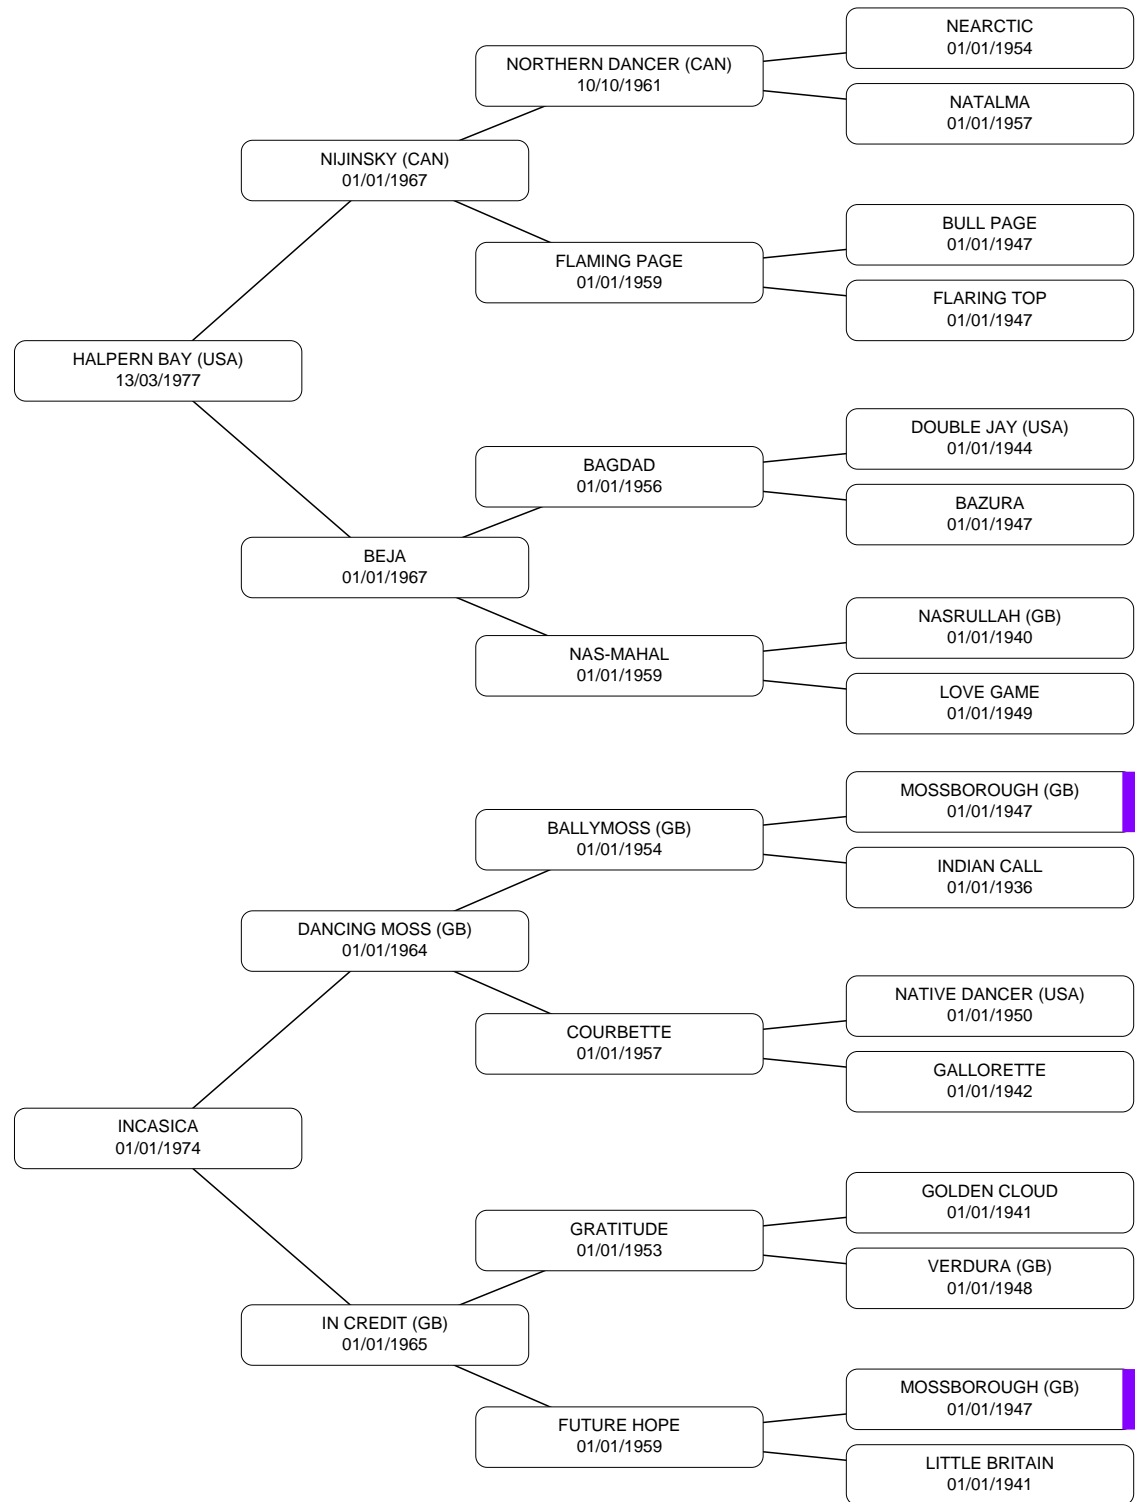 NEARCTIC
01/01/1954
NORTHERN DANCER (CAN)
10/10/1961
NATALMA
01/01/1957
NIJINSKY (CAN)
01/01/1967
BULL PAGE
01/01/1947
FLAMING PAGE
01/01/1959
FLARING TOP
01/01/1947
HALPERN BAY (USA)
13/03/1977
DOUBLE JAY (USA)
01/01/1944
BAGDAD
01/01/1956
BAZURA
01/01/1947
BEJA
01/01/1967
NASRULLAH (GB)
01/01/1940
NAS-MAHAL
01/01/1959
LOVE GAME
01/01/1949
MOSSBOROUGH (GB)
01/01/1947
BALLYMOSS (GB)
01/01/1954
INDIAN CALL
01/01/1936
DANCING MOSS (GB)
01/01/1964
NATIVE DANCER (USA)
01/01/1950
COURBETTE
01/01/1957
GALLORETTE
01/01/1942
INCASICA
01/01/1974
GOLDEN CLOUD
01/01/1941
GRATITUDE
01/01/1953
VERDURA (GB)
01/01/1948
IN CREDIT (GB)
01/01/1965
MOSSBOROUGH (GB)
01/01/1947
FUTURE HOPE
01/01/1959
LITTLE BRITAIN
01/01/1941